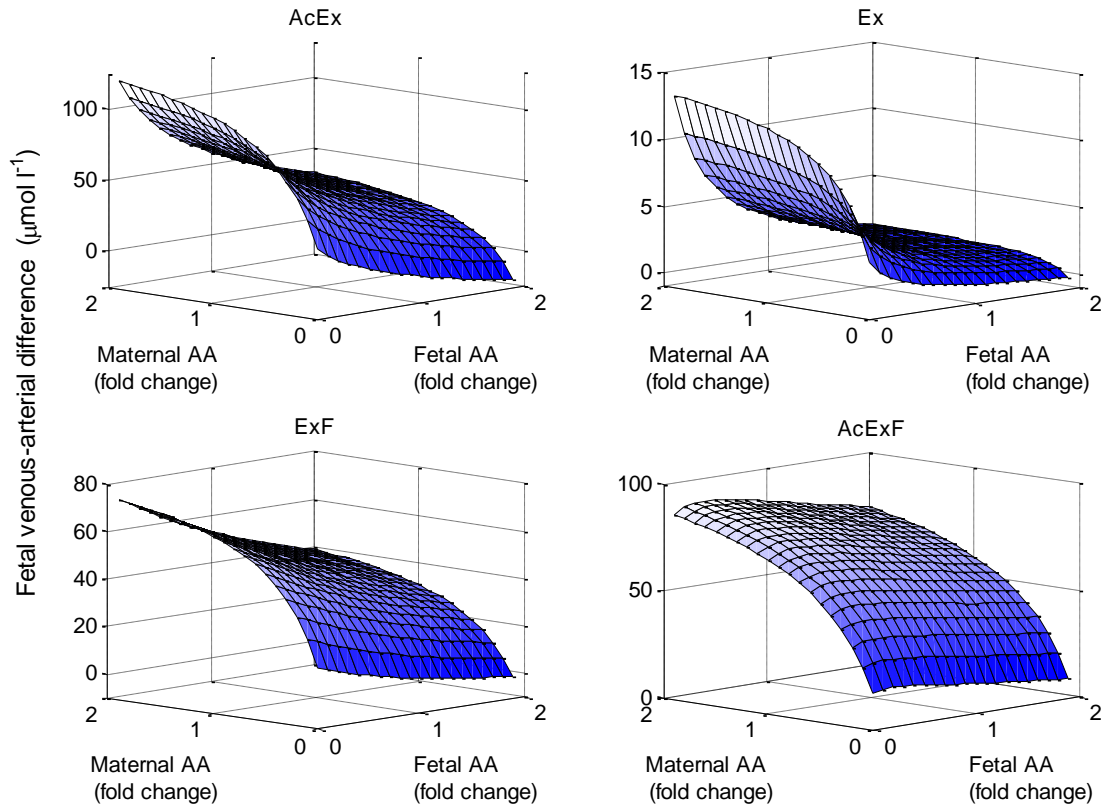 AcEx
Ex
Fetal venous-arterial difference (μmol l⁻¹)
100
50
0
2
1
0
0
1
2
Maternal AA
(fold change)
Fetal AA
(fold change)
15
10
5
0
2
1
0
0
1
2
Maternal AA
(fold change)
Fetal AA
(fold change)
ExF
AcExF
80
60
40
20
0
2
1
0
0
1
2
Maternal AA
(fold change)
Fetal AA
(fold change)
100
50
0
2
1
0
0
1
2
Maternal AA
(fold change)
Fetal AA
(fold change)